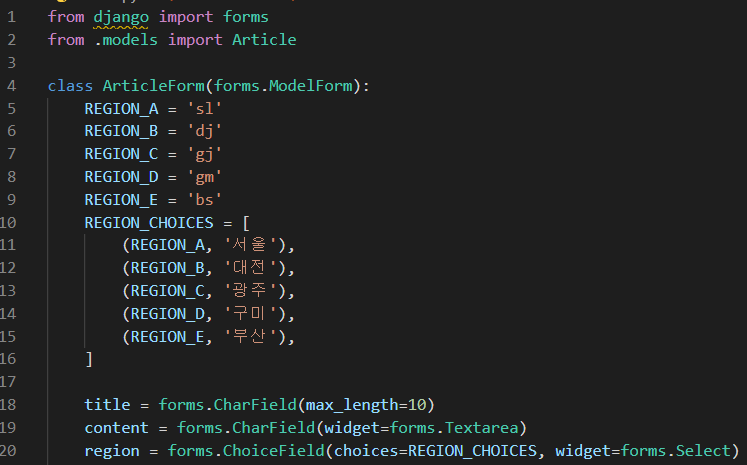 1 from django import forms
2 from .models import Article
3
4 class ArticleForm(forms.ModelForm):
5     REGION_A = 'sl'
6     REGION_B = 'dj'
7     REGION_C = 'gj'
8     REGION_D = 'gm'
9     REGION_E = 'bs'
10     REGION_CHOICES = [
11         (REGION_A, '서울'),
12         (REGION_B, '대전'),
13         (REGION_C, '광주'),
14         (REGION_D, '구미'),
15         (REGION_E, '부산'),
16     ]
17
18     title = forms.CharField(max_length=10)
19     content = forms.CharField(widget=forms.Textarea)
20     region = forms.ChoiceField(choices=REGION_CHOICES, widget=forms.Select)